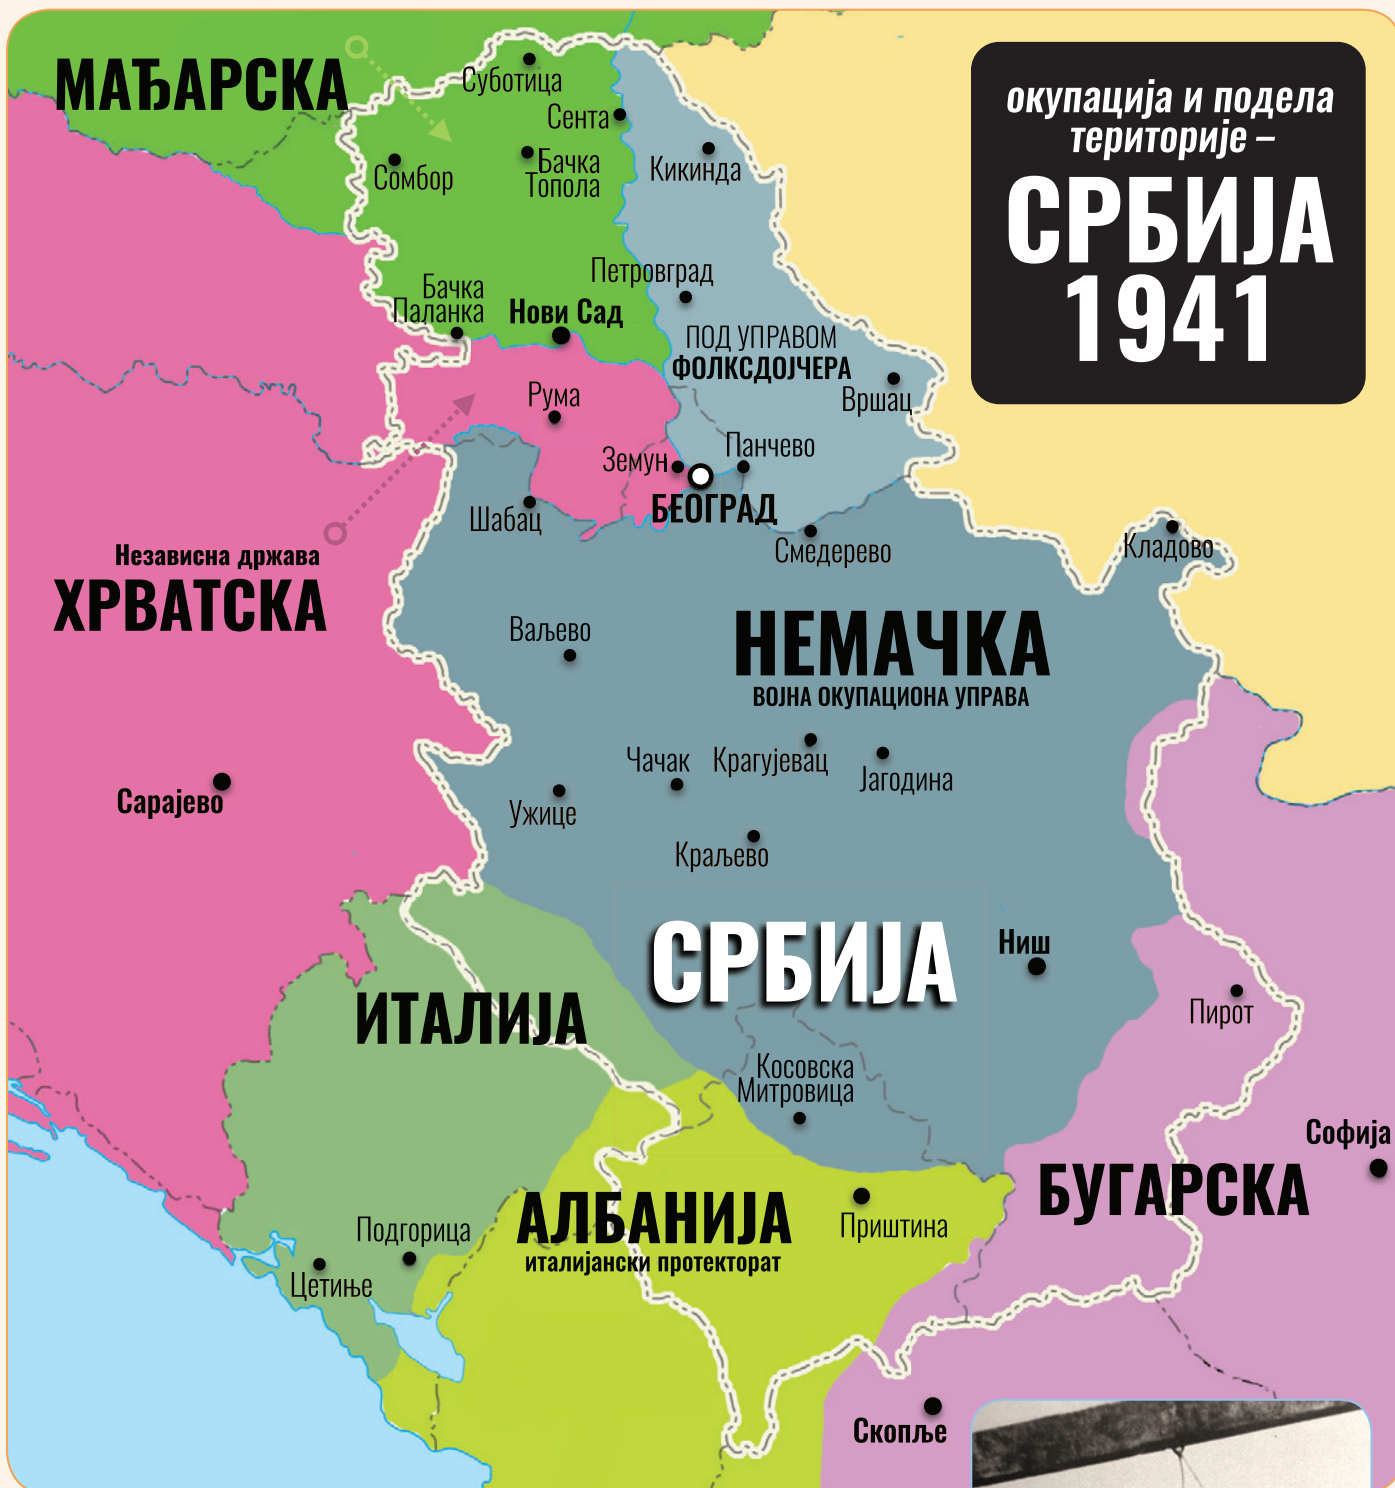 МАЂАРСКА
Суботица
Сента
Сомбор
Бачка
Топола
Кикинда
окупација и подела
територије –
СРБИЈА
1941
Петровград
Бачка
Паланка
Нови Сад
ПОД УПРАВОМ
ФОЛКСДОЈЧЕРА
Рума
Вршац
Панчево
Земун
БЕОГРАД
Шабац
Смедерево
Кладово
Независна држава
ХРВАТСКА
Ваљево
НЕМАЧКА
ВОЈНА ОКУПАЦИОНА УПРАВА
Чачак
Крагујевац
Јагодина
Сарајево
Ужице
Краљево
СРБИЈА
Ниш
ИТАЛИЈА
Пирот
Косовска
Митровица
Софија
БУГАРСКА
АЛБАНИЈА
италијански протекторат
Приштина
Подгорица
Цетиње
Скопље